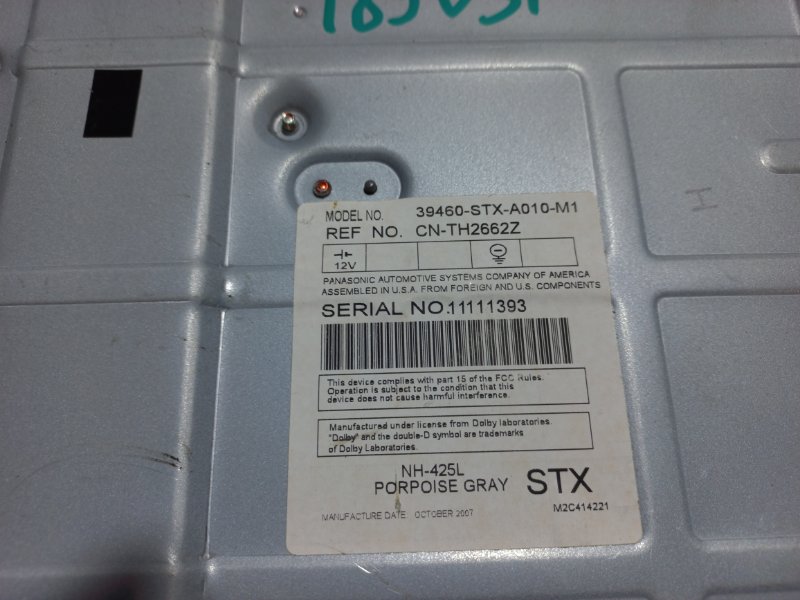 MODEL NO. 39460-STX-A010-M1
REF NO. CN-TH2662Z
12V
PANASONIC AUTOMOTIVE SYSTEMS COMPANY OF AMERICA
ASSEMBLED IN U.S.A. FROM FOREIGN AND U.S. COMPONENTS
SERIAL NO.11111393
This device complies with part 15 of the FCC Rules.
Operation is subject to the condition that this
device does not cause harmful interference.
Manufactured under license from Dolby laboratories.
"Dolby" and the double-D symbol are trademarks
of Dolby Laboratories.
NH-425L
PORPOISE GRAY STX
MANUFACTURE DATE: OCTOBER 2007 M2C414221